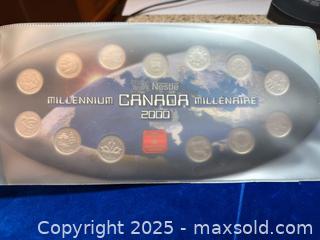 Nestlé
MILLENNIUM CANADA MILLÉNAIRE
2000
Copyright © 2025 - maxsold.com